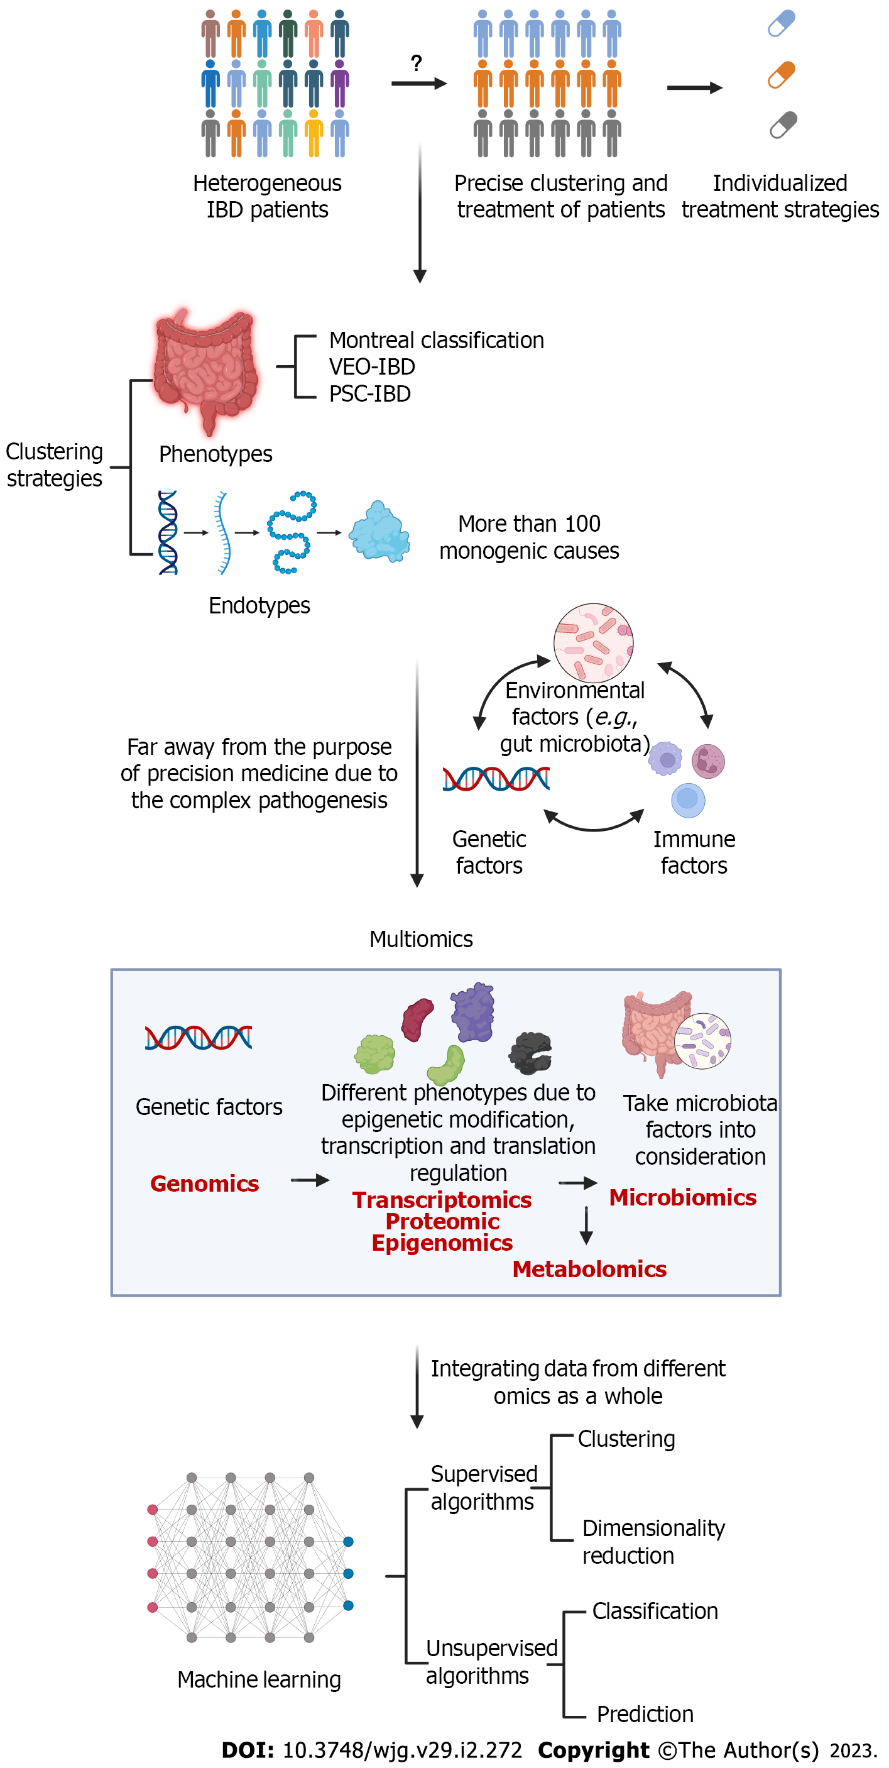 ?
Heterogeneous
IBD patients
Precise clustering and
treatment of patients
Individualized
treatment strategies
Montreal classification
VEO-IBD
PSC-IBD
Clustering
strategies
Phenotypes
More than 100
monogenic causes
Endotypes
Environmental
factors (e.g.,
gut microbiota)
Far away from the purpose
of precision medicine due to
the complex pathogenesis
Genetic
factors
Immune
factors
Multiomics
Genetic factors
Different phenotypes due to
epigenetic modification,
transcription and translation
regulation
Take microbiota
factors into
consideration
Genomics
Transcriptomics
Proteomic
Epigenomics
Microbiomics
Metabolomics
Integrating data from different
omics as a whole
Supervised
algorithms
Clustering
Dimensionality
reduction
Machine learning
Unsupervised
algorithms
Classification
Prediction
DOI: 10.3748/wjg.v29.i2.272 Copyright ©The Author(s) 2023.